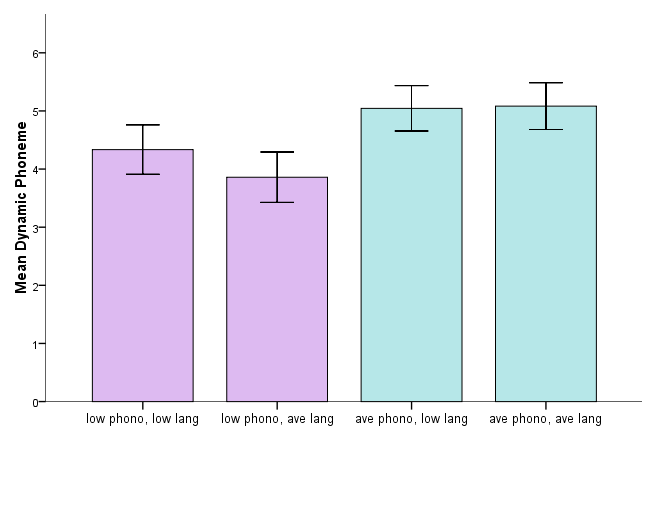 Mean Dynamic Phoneme
6
5
4
3
2
1
0
low phono, low lang
low phono, ave lang
ave phono, low lang
ave phono, ave lang